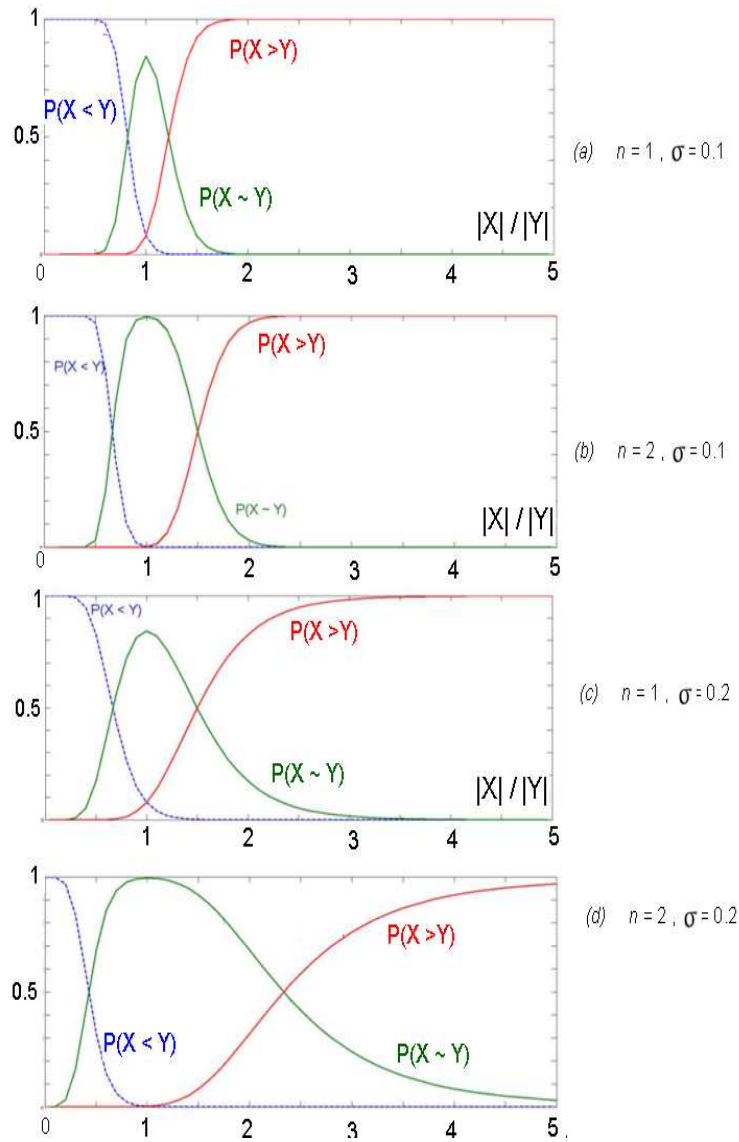 1
P(X >Y)
P(X < Y)
0.5
(a) n = 1 , σ = 0.1
P(X ~ Y)
|X| / |Y|
0 1 2 3 4 5
1
P(X >Y)
P(X < Y)
0.5
(b) n = 2 , σ = 0.1
P(X ~ Y)
|X| / |Y|
0 1 2 3 4 5
1
P(X < Y)
P(X >Y)
(c) n = 1 , σ = 0.2
0.5
P(X ~ Y)
|X| / |Y|
0 1 2 3 4 5
1
(d) n = 2 , σ = 0.2
P(X >Y)
0.5
P(X < Y)
P(X ~ Y)
0 1 2 3 4 5